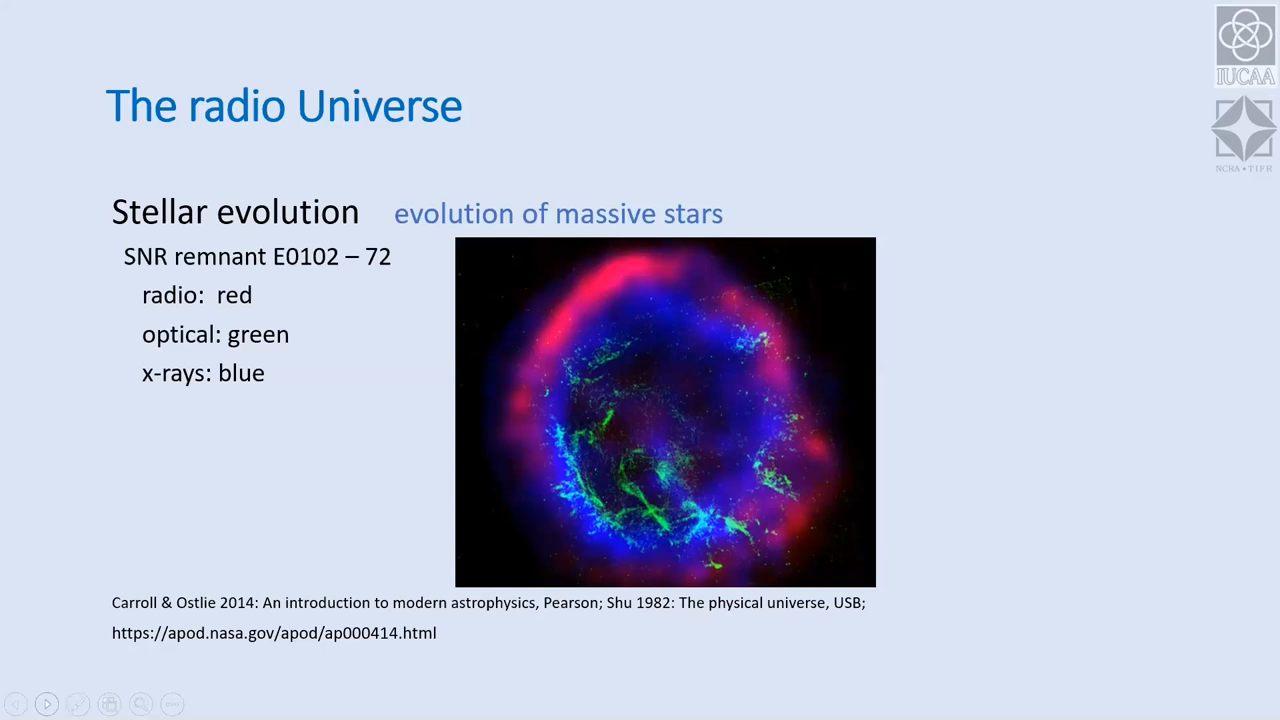 IUCAA
NCRA • TIFR
The radio Universe
Stellar evolution evolution of massive stars
SNR remnant E0102 – 72
radio: red
optical: green
x-rays: blue
Carroll & Ostlie 2014: An introduction to modern astrophysics, Pearson; Shu 1982: The physical universe, USB;
https://apod.nasa.gov/apod/ap000414.html